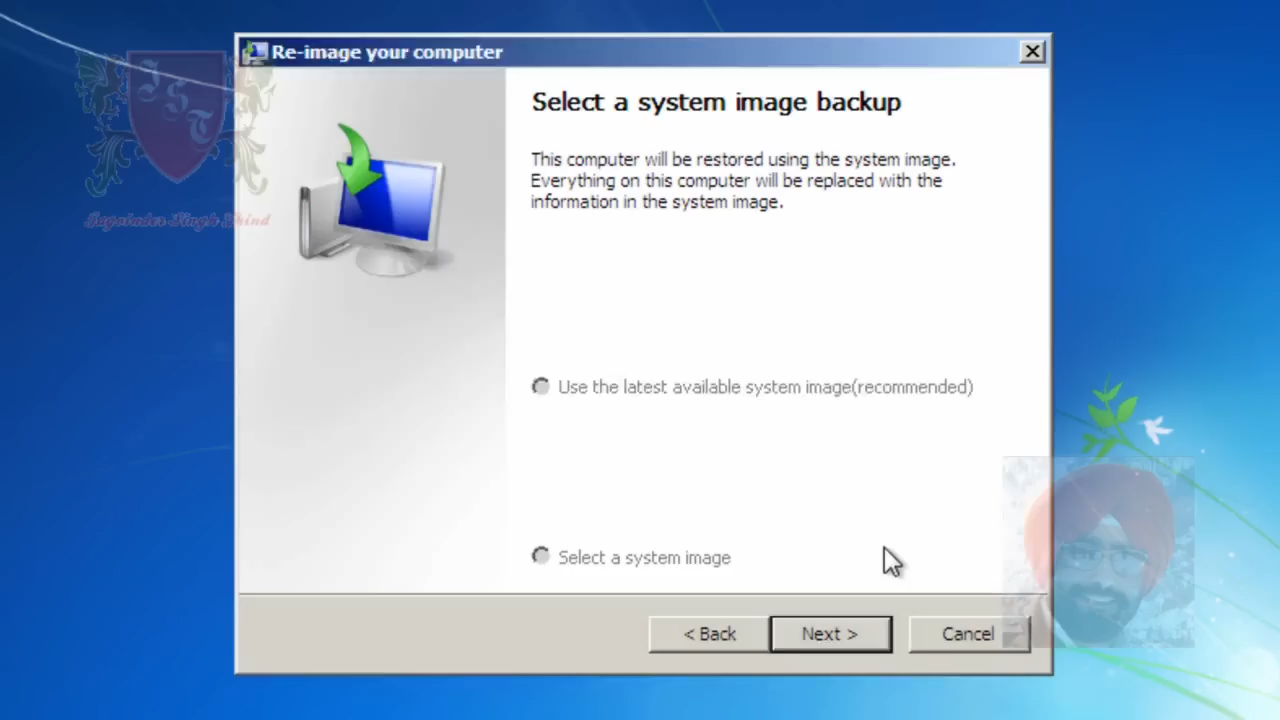 Re-image your computer
Select a system image backup
This computer will be restored using the system image.
Everything on this computer will be replaced with the
information in the system image.
Use the latest available system image(recommended)
Select a system image
< Back
Next >
Cancel
JST
Singh